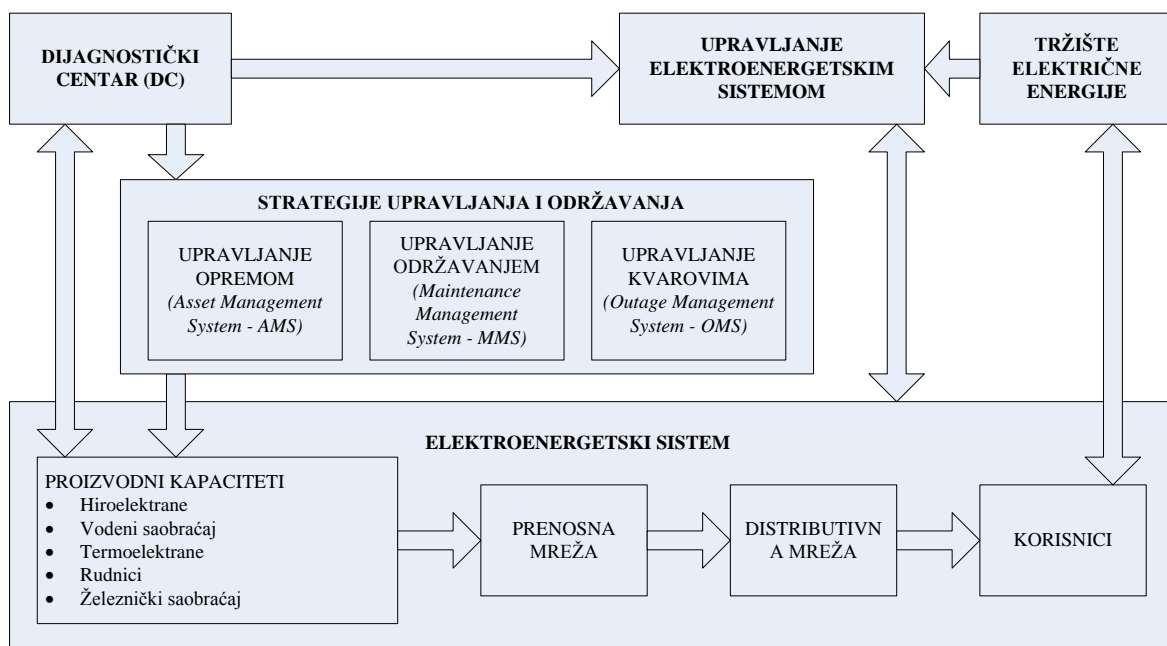 DIJAGNOSTIČKI
CENTAR (DC)
UPRAVLJANJE
ELEKTROENERGETSKIM
SISTEMOM
TRŽIŠTE
ELEKTRIČNE
ENERGIJE
STRATEGIJE UPRAVLJANJA I ODRŽAVANJA
UPRAVLJANJE
OPREMOM
(Asset Management
System - AMS)
UPRAVLJANJE
ODRŽAVANJEM
(Maintenance
Management
System - MMS)
UPRAVLJANJE
KVAROVIMA
(Outage Management
System - OMS)
ELEKTROENERGETSKI SISTEM
PROIZVODNI KAPACITETI
• Hiroelektrane
• Vodeni saobraćaj
• Termoelektrane
• Rudnici
• Železnički saobraćaj
PRENOSNA
MREŽA
DISTRIBUTIVN
A MREŽA
KORISNICI